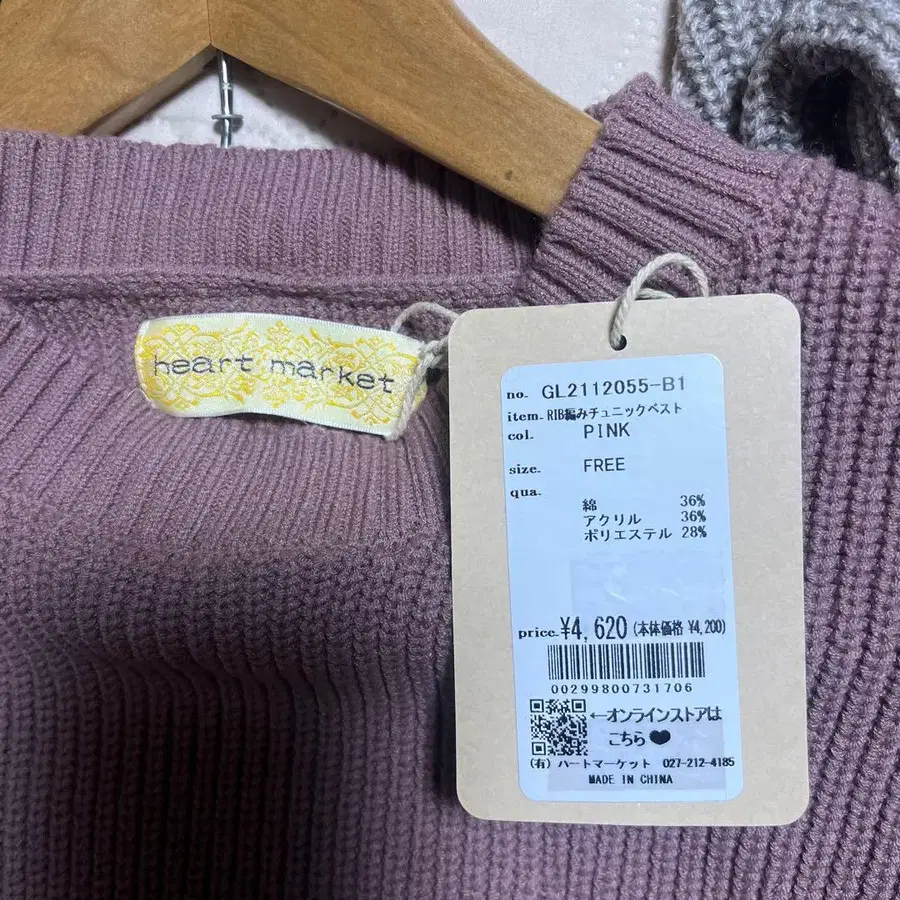 heart market
no. GL2112055-B1
item. RIB編みチュニックベスト
col. PINK
size. FREE
qua.
綿 36%
アクリル 36%
ポリエステル 28%
price. ¥4,620 (本体価格 ¥4,200)
00299800731706
←オンラインストアは
こちら♥
(有) ハートマーケット 027-212-4185
MADE IN CHINA